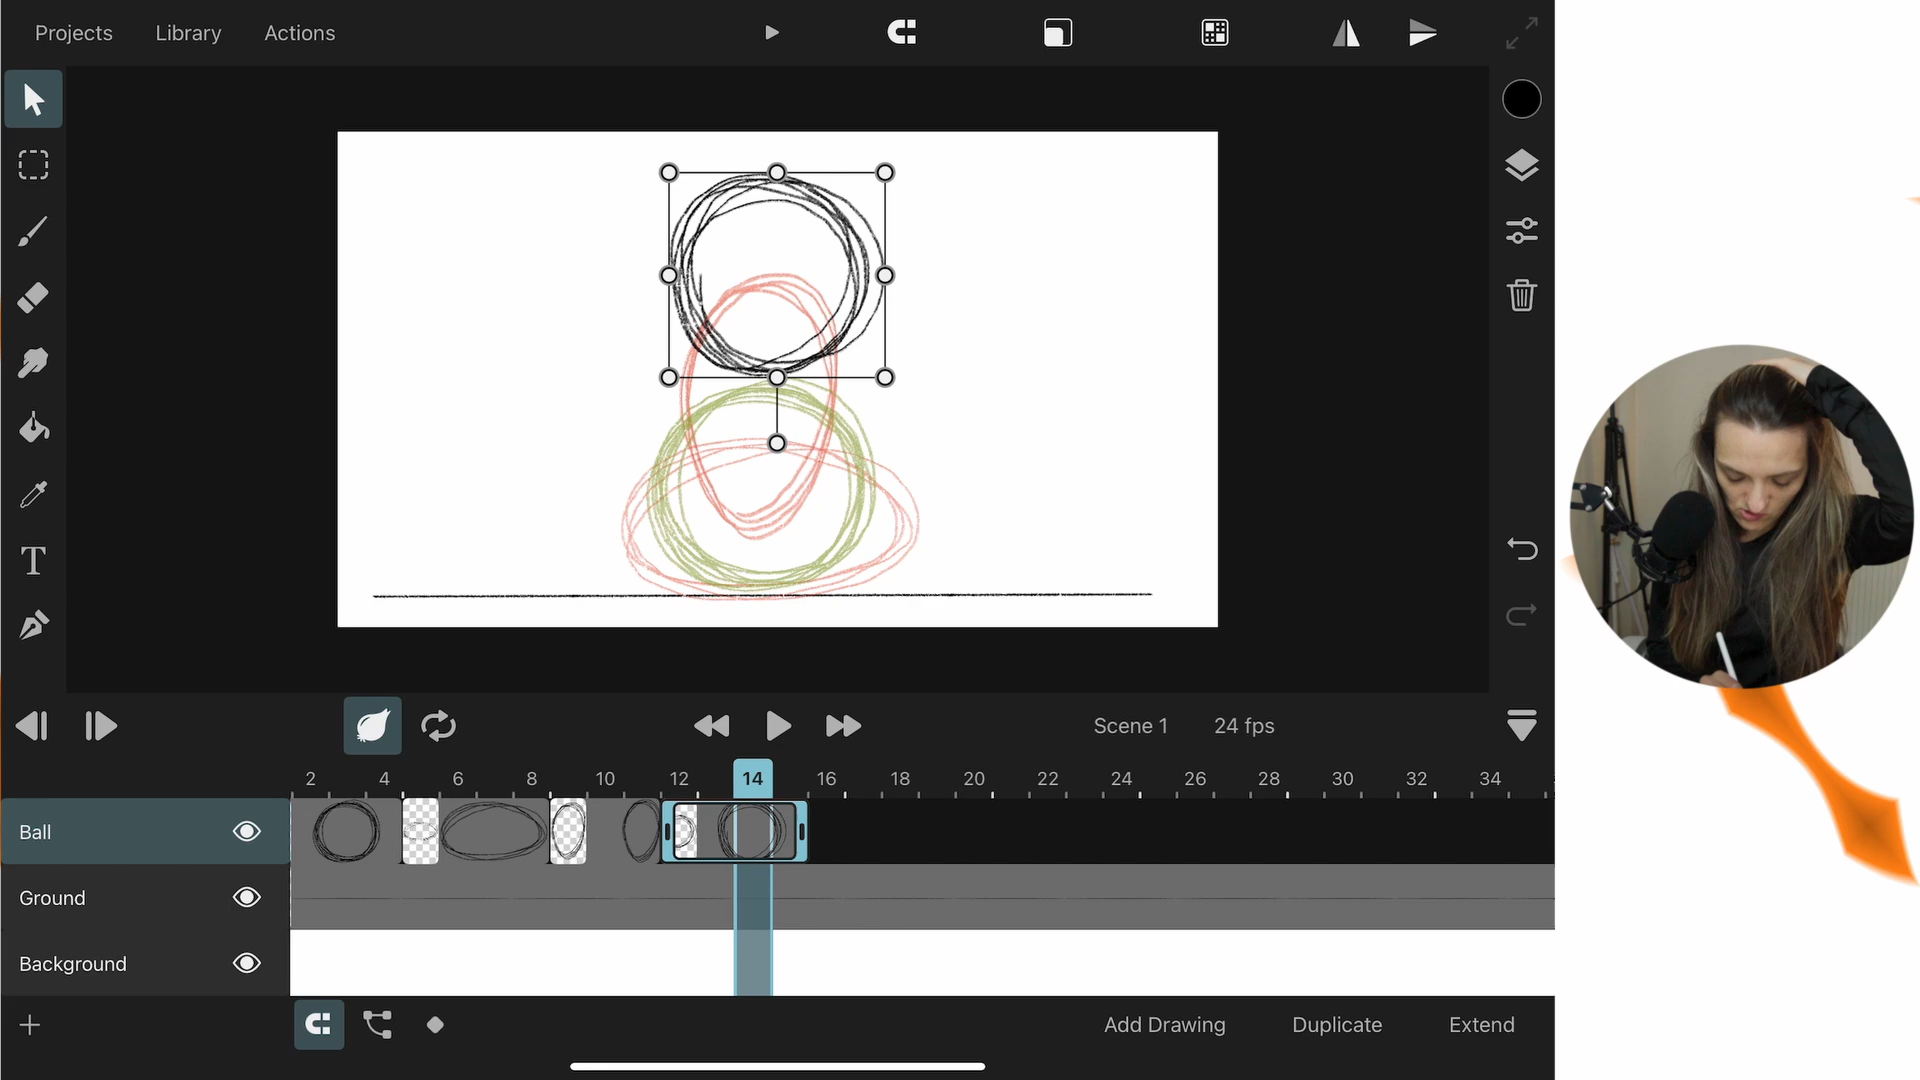 Projects Library Actions
T
Scene 1 24 fps
2 4 6 8 10 12 14 16 18 20 22 24 26 28 30 32 34
Ball
Ground
Background
Add Drawing Duplicate Extend